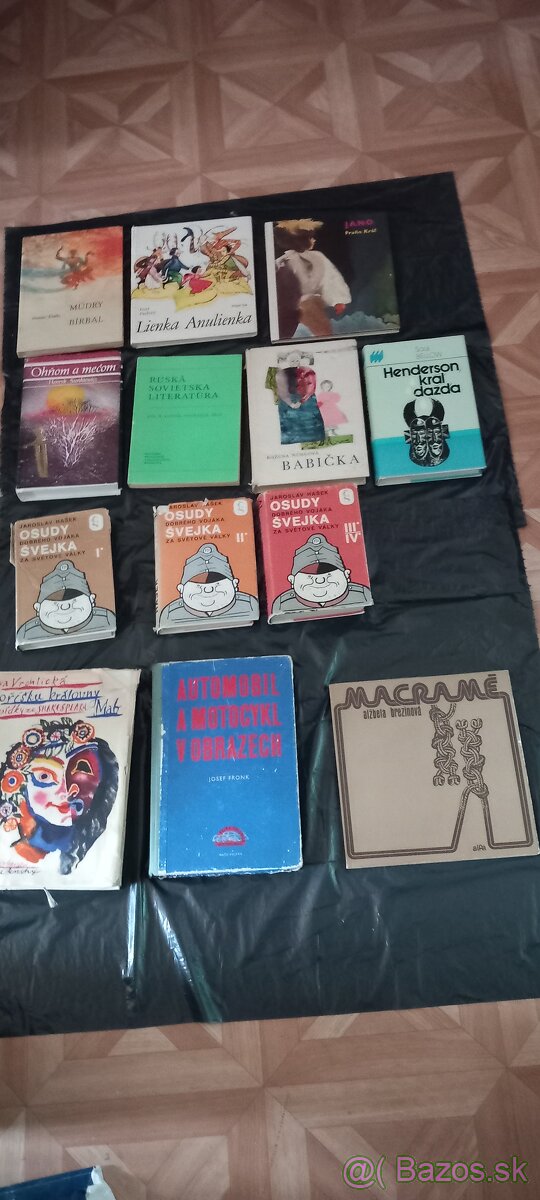 MÚDRY
BÍRBAL
Lienka Anulienka
JANO
Fraňo Kráľ
Ohňom a mečom
Henryk Sienkiewicz
RUSKÁ
SOVIETSKA
LITERATÚRA
BOŽENA NĚMCOVÁ
BABIČKA
Saul
BELLOW
Henderson,
kráľ
dažďa
JAROSLAV HAŠEK
OSUDY
DOBRÉHO VOJÁKA
ŠVEJKA
ZA SVĚTOVÉ VÁLKY
I
JAROSLAV HAŠEK
OSUDY
DOBRÉHO VOJÁKA
ŠVEJKA
ZA SVĚTOVÉ VÁLKY
II
JAROSLAV HAŠEK
OSUDY
DOBRÉHO VOJÁKA
ŠVEJKA
ZA SVĚTOVÉ VÁLKY
III
IV
královny
Mab
AUTOMOBIL
A MOTOCYKL
V OBRAZECH
JOSEF FRONK
MACRAMÉ
alžbeta brezinová
alfa
@( Bazos.sk